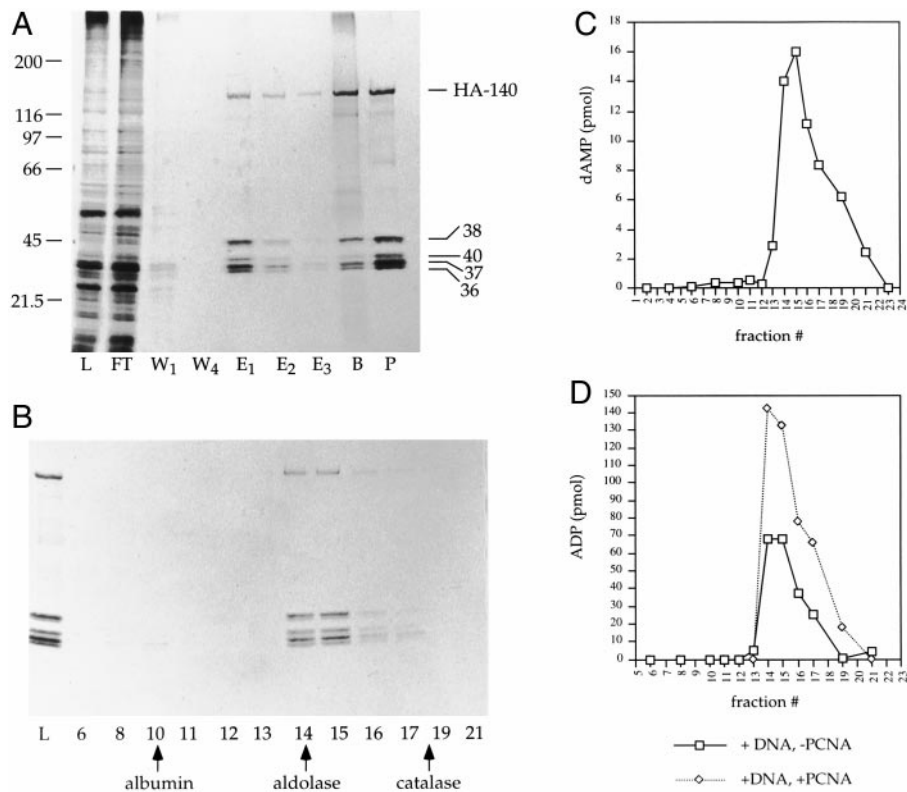 A
200
116
97
66
45
21.5
HA-140
38
40
37
36
L FT W1 W4 E1 E2 E3 B P
B
L 6 8 10 11 12 13 14 15 16 17 19 21
albumin aldolase catalase
C
dAMP (pmol)
18
16
14
12
10
8
6
4
2
0
1 2 3 4 5 6 7 8 9 10 11 12 13 14 15 16 17 18 19 20 21 22 23 24
fraction #
D
ADP (pmol)
150
140
130
120
110
100
90
80
70
60
50
40
30
20
10
0
5 6 7 8 9 10 11 12 13 14 15 16 17 18 19 20 21 22 23
fraction #
+ DNA, -PCNA
+DNA, +PCNA